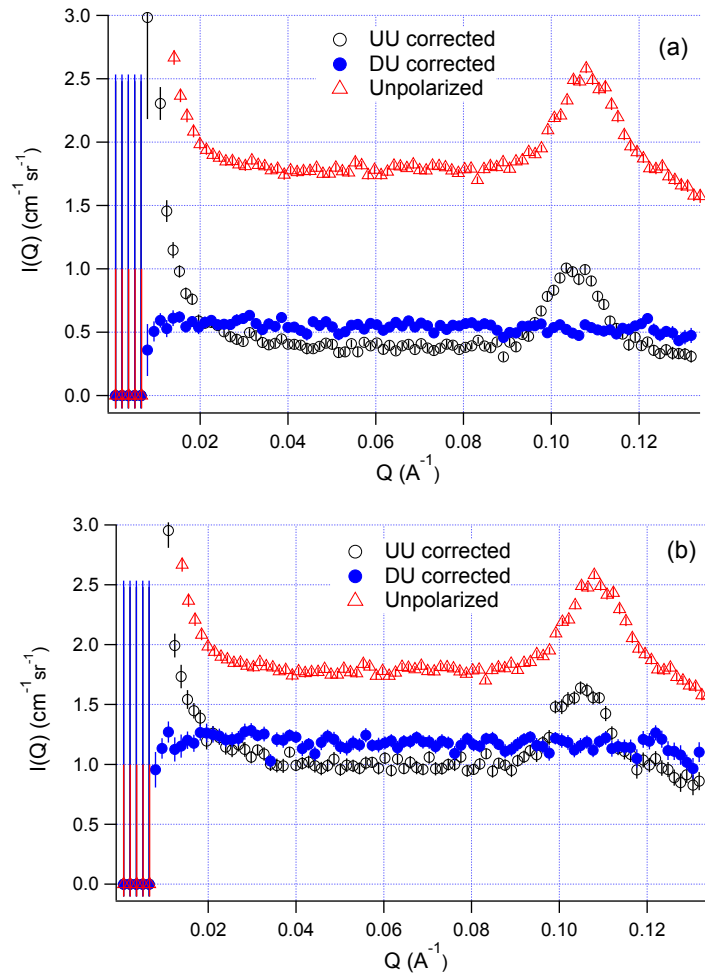 (a)
UU corrected
DU corrected
Unpolarized
3.0
2.5
2.0
1.5
1.0
0.5
0.0
I(Q) (cm⁻¹ sr⁻¹)
0.02 0.04 0.06 0.08 0.10 0.12
Q (A⁻¹)
(b)
UU corrected
DU corrected
Unpolarized
3.0
2.5
2.0
1.5
1.0
0.5
0.0
I(Q) (cm⁻¹ sr⁻¹)
0.02 0.04 0.06 0.08 0.10 0.12
Q (A⁻¹)